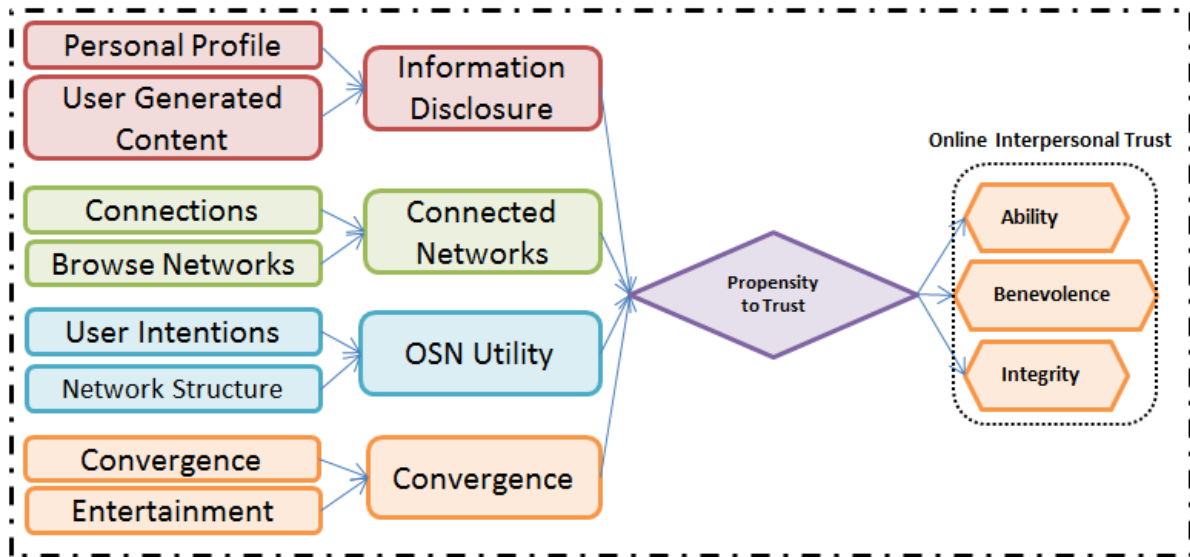 Personal Profile
User Generated
Content
Information
Disclosure
Connections
Browse Networks
Connected
Networks
User Intentions
Network Structure
OSN Utility
Convergence
Entertainment
Convergence
Propensity
to Trust
Online Interpersonal Trust
Ability
Benevolence
Integrity